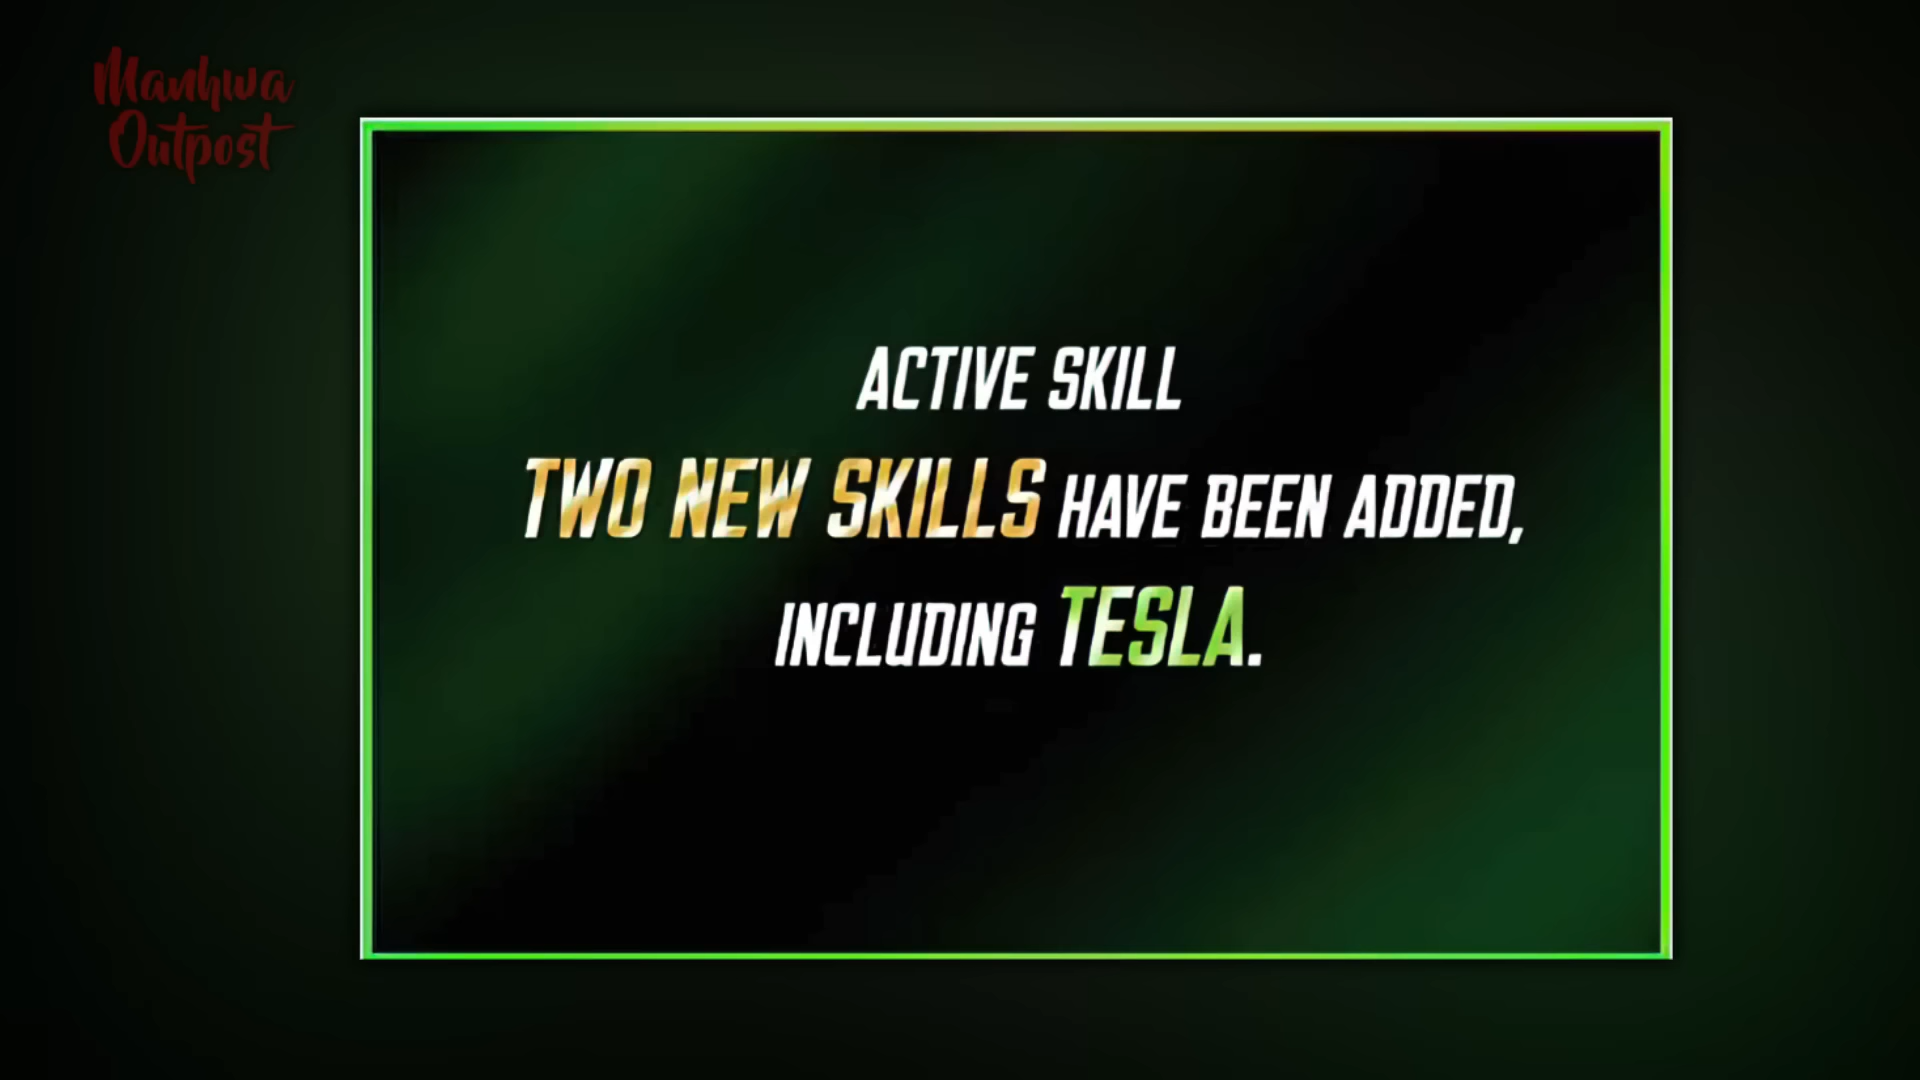 Manhwa
Outpost
ACTIVE SKILL
TWO NEW SKILLS HAVE BEEN ADDED,
INCLUDING TESLA.